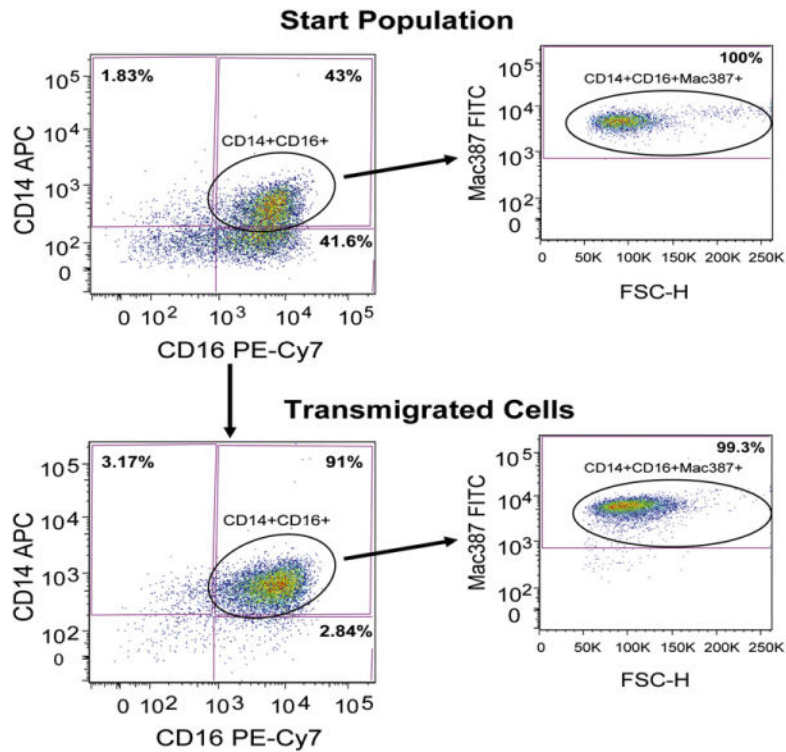 Start Population
1.83%
43%
CD14+CD16+
41.6%
CD14 APC
10⁵
10⁴
10³
10²
0
0 10² 10³ 10⁴ 10⁵
CD16 PE-Cy7
100%
CD14+CD16+Mac387+
Mac387 FITC
10⁵
10⁴
10³
10²
0
0 50K 100K 150K 200K 250K
FSC-H
Transmigrated Cells
3.17%
91%
CD14+CD16+
2.84%
CD14 APC
10⁵
10⁴
10³
10²
0
0 10² 10³ 10⁴ 10⁵
CD16 PE-Cy7
99.3%
CD14+CD16+Mac387+
Mac387 FITC
10⁵
10⁴
10³
10²
0
0 50K 100K 150K 200K 250K
FSC-H